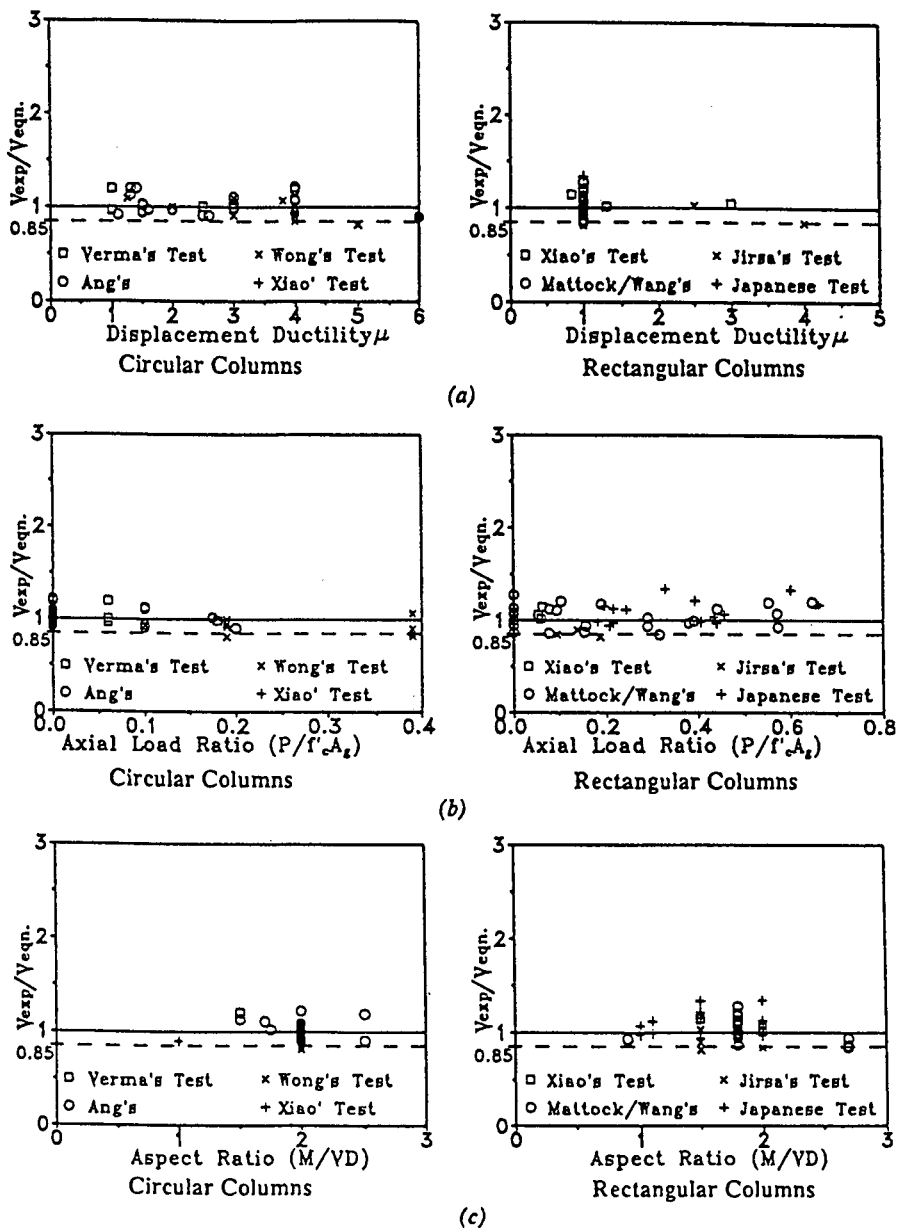 3
2
1
0.85
0
Vexp/Veqn.
□ Verma's Test × Wong's Test
○ Ang's + Xiao' Test
0 1 2 3 4 5 6
Displacement Ductility μ
Circular Columns
3
2
1
0.85
0
Vexp/Veqn.
□ Xiao's Test × Jirsa's Test
○ Mattock/Wang's + Japanese Test
0 1 2 3 4 5
Displacement Ductility μ
Rectangular Columns
(a)
3
2
1
0.85
0
Vexp/Veqn.
□ Verma's Test × Wong's Test
○ Ang's + Xiao' Test
0.0 0.1 0.2 0.3 0.4
Axial Load Ratio (P/f'cAg)
Circular Columns
3
2
1
0.85
0
Vexp/Veqn.
□ Xiao's Test × Jirsa's Test
○ Mattock/Wang's + Japanese Test
0.0 0.2 0.4 0.6 0.8
Axial Load Ratio (P/f'cAg)
Rectangular Columns
(b)
3
2
1
0.85
0
Vexp/Veqn.
□ Verma's Test × Wong's Test
○ Ang's + Xiao' Test
0 1 2 3
Aspect Ratio (M/VD)
Circular Columns
3
2
1
0.85
0
Vexp/Veqn.
□ Xiao's Test × Jirsa's Test
○ Mattock/Wang's + Japanese Test
0 1 2 3
Aspect Ratio (M/VD)
Rectangular Columns
(c)